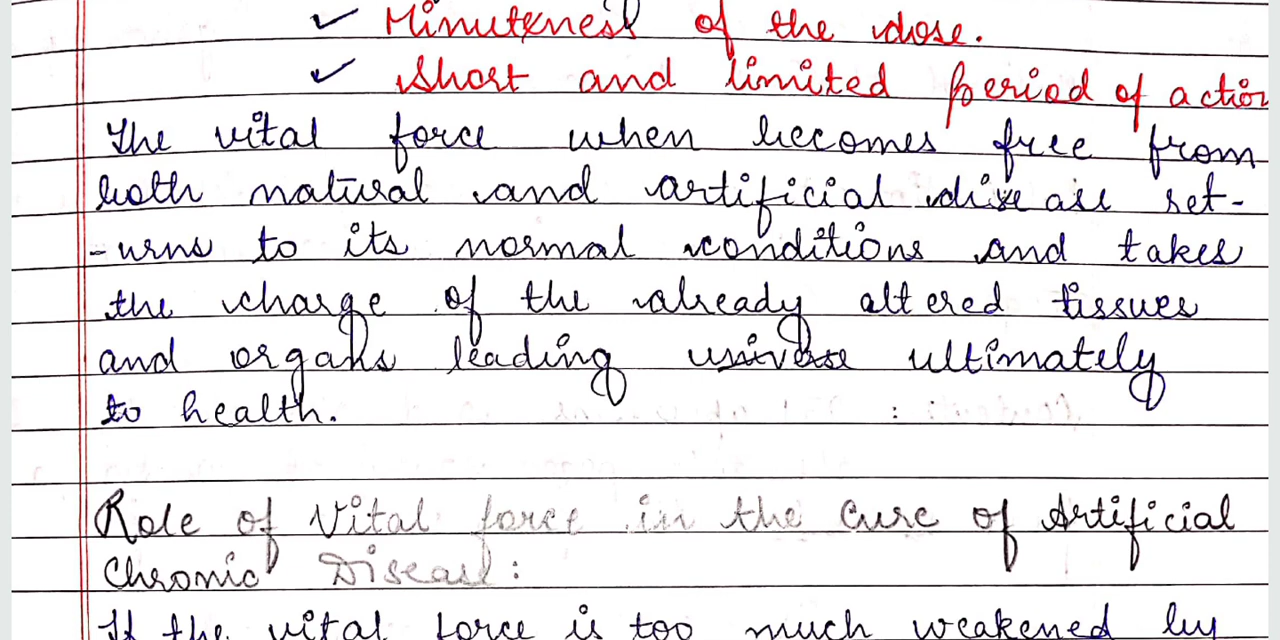 ✓ Minuteness of the dose.
✓ Short and limited period of action
The vital force when becomes free from
both natural and artificial disease ret-
-urns to its normal conditions and takes
the charge of the already altered tissues
and organs leading ultimately
to health.
Role of Vital force in the Cure of Artificial
Chronic Disease:
If the vital force is too much weakened by